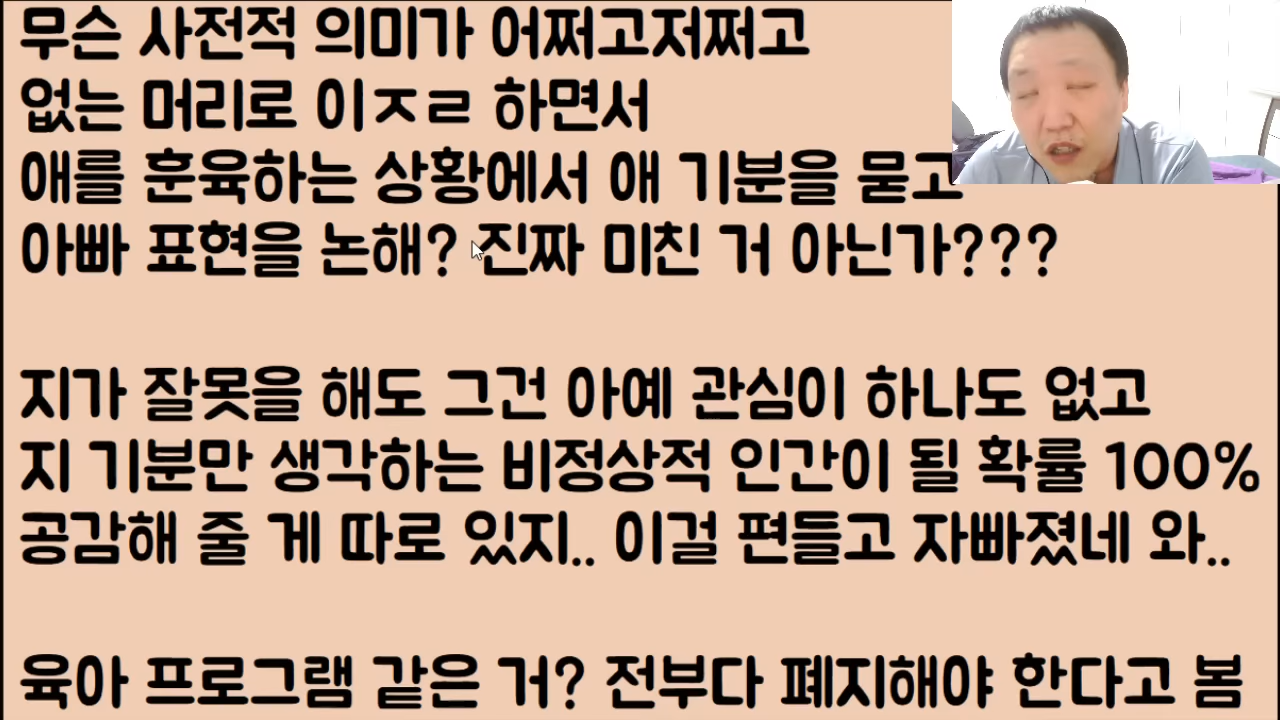 무슨 사전적 의미가 어쩌고저쩌고
없는 머리로 이ㅈㄹ 하면서
애를 훈육하는 상황에서 애 기분을 묻고
아빠 표현을 논해? 진짜 미친 거 아닌가???
지가 잘못을 해도 그건 아예 관심이 하나도 없고
지 기분만 생각하는 비정상적 인간이 될 확률 100%
공감해 줄 게 따로 있지.. 이걸 편들고 자빠졌네 와..
육아 프로그램 같은 거? 전부다 폐지해야 한다고 봄